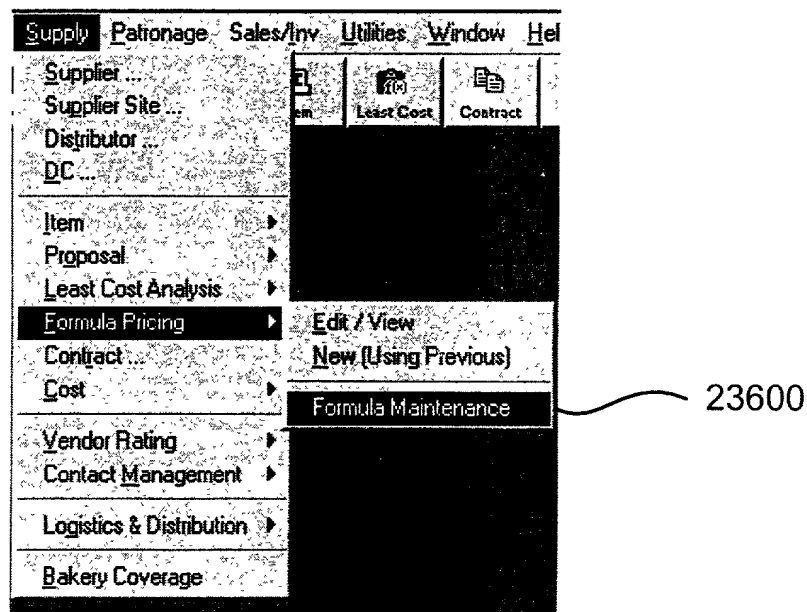 Supply Patronage Sales/Inv Utilities Window Hel
Supplier ...
Supplier Site ...
Distributor ...
DC ...
em Least Cost Contract
Item
Proposal
Least Cost Analysis
Formula Pricing
Contract ...
Cost
Vendor Rating
Contact Management
Logistics & Distribution
Bakery Coverage
Edit / View
New (Using Previous)
Formula Maintenance
23600